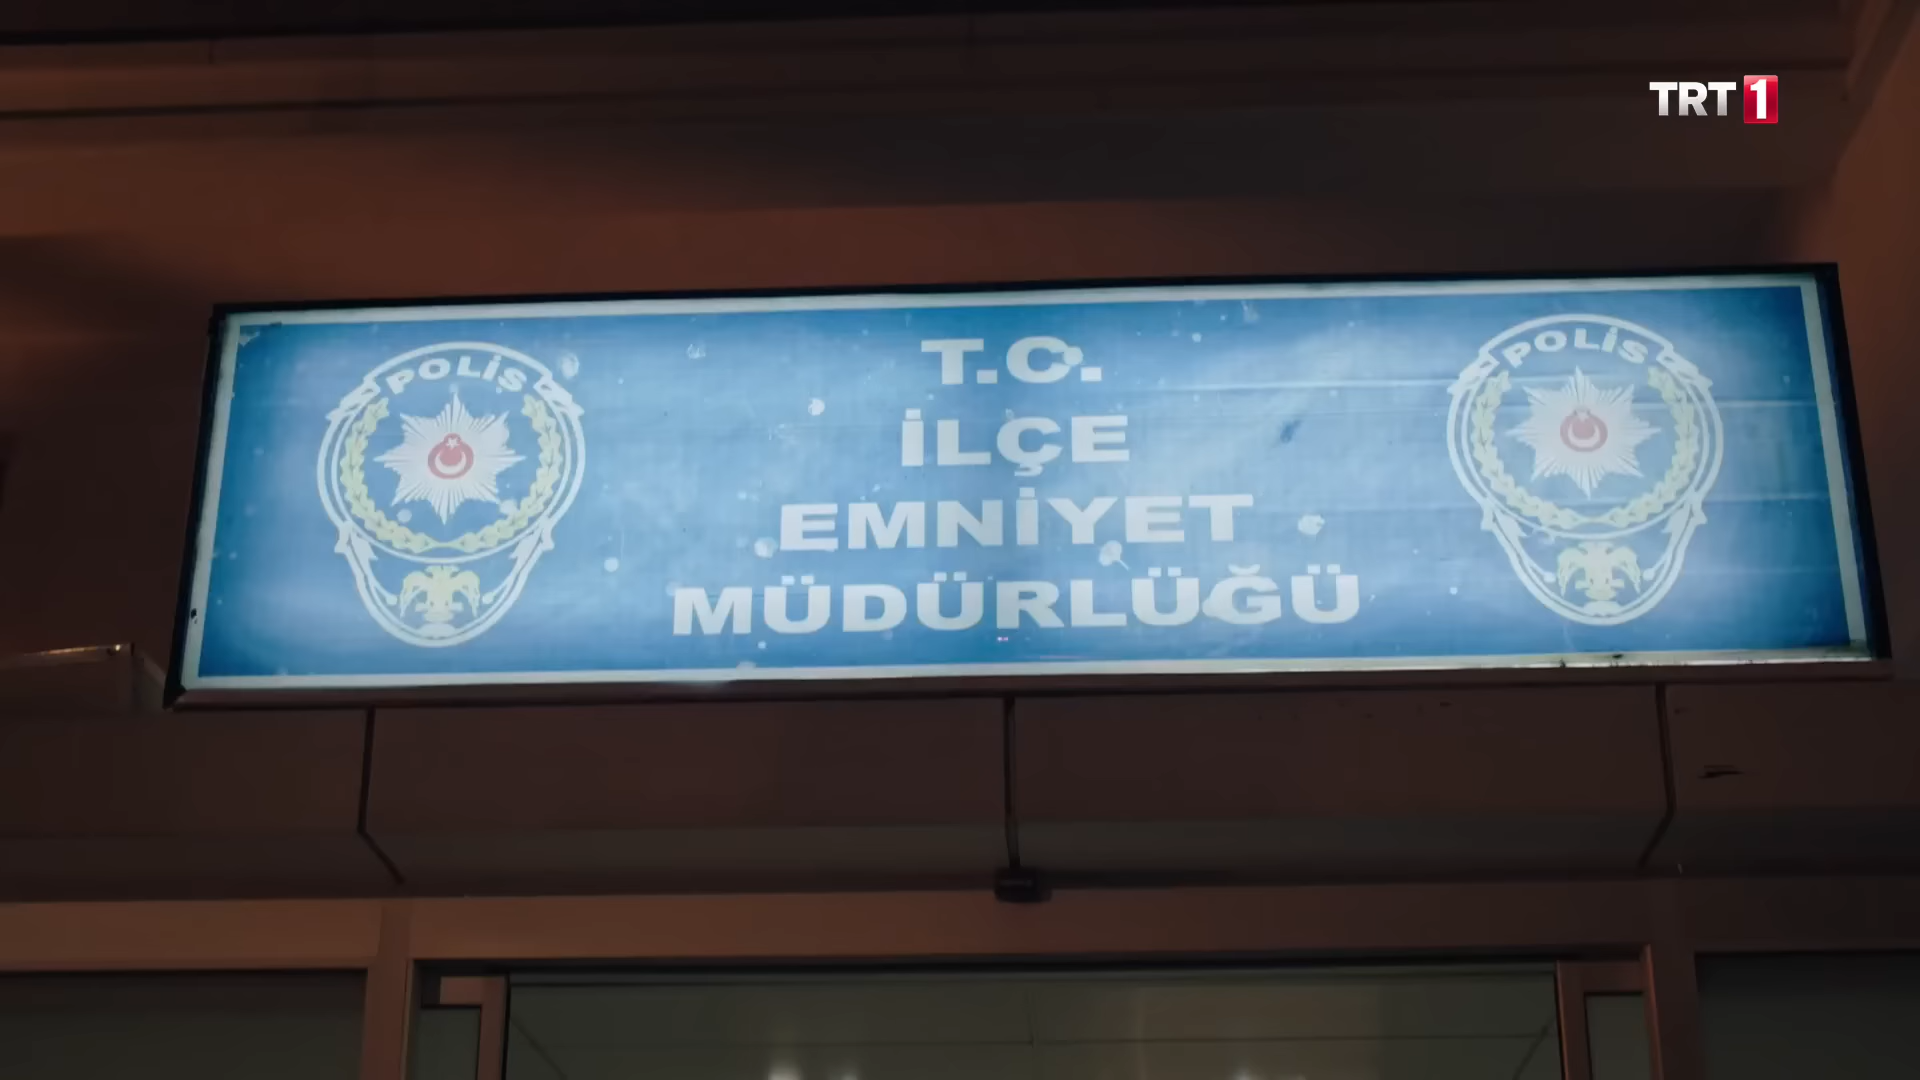 TRT 1
T.C.
POLİS
POLİS
İLÇE
EMNİYET
MÜDÜRLÜĞÜ